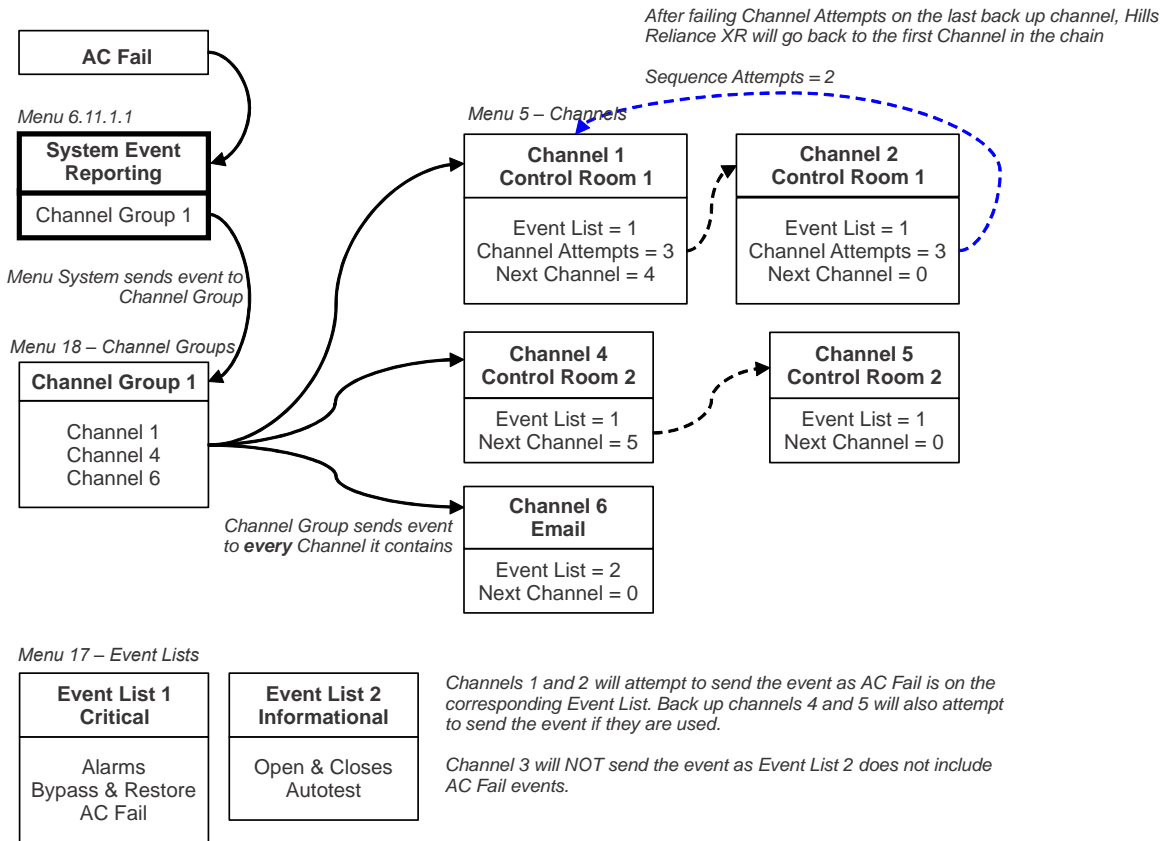 After failing Channel Attempts on the last back up channel, Hills
Reliance XR will go back to the first Channel in the chain
Sequence Attempts = 2
AC Fail
Menu 6.11.1.1
System Event
Reporting
Channel Group 1
Menu System sends event to
Channel Group
Menu 18 – Channel Groups
Channel Group 1
Channel 1
Channel 4
Channel 6
Channel Group sends event
to every Channel it contains
Menu 5 – Channels
Channel 1
Control Room 1
Event List = 1
Channel Attempts = 3
Next Channel = 4
Channel 2
Control Room 1
Event List = 1
Channel Attempts = 3
Next Channel = 0
Channel 4
Control Room 2
Event List = 1
Next Channel = 5
Channel 5
Control Room 2
Event List = 1
Next Channel = 0
Channel 6
Email
Event List = 2
Next Channel = 0
Menu 17 – Event Lists
Event List 1
Critical
Alarms
Bypass & Restore
AC Fail
Event List 2
Informational
Open & Closes
Autotest
Channels 1 and 2 will attempt to send the event as AC Fail is on the
corresponding Event List. Back up channels 4 and 5 will also attempt
to send the event if they are used.
Channel 3 will NOT send the event as Event List 2 does not include
AC Fail events.